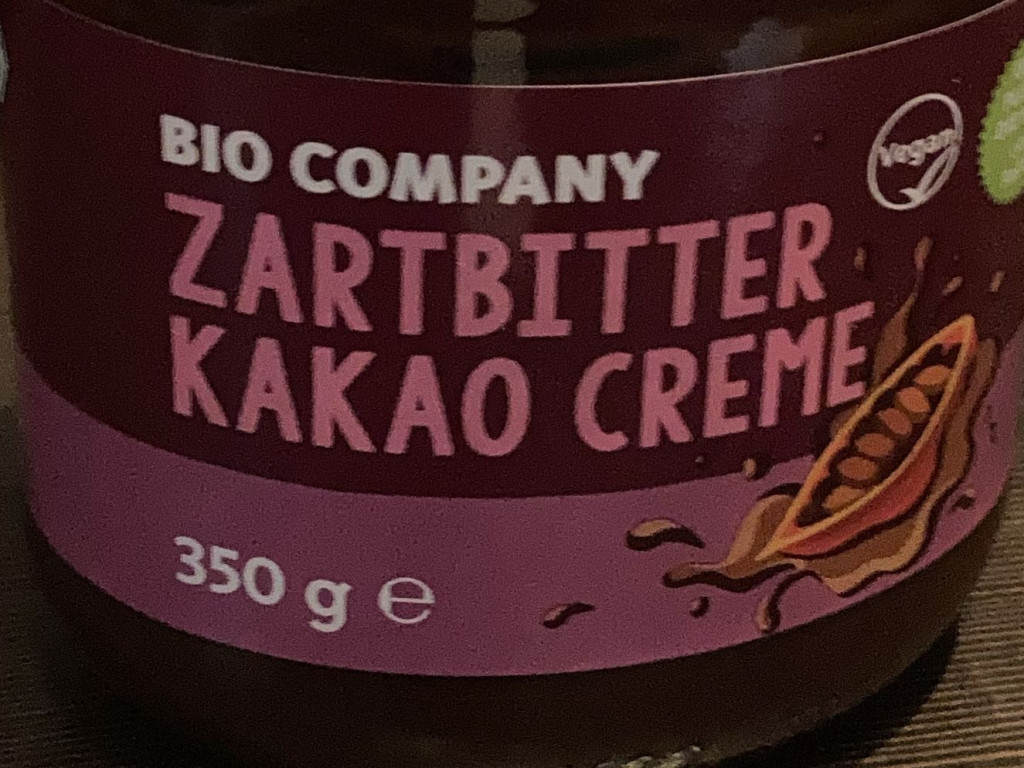 BIO COMPANY
Vegan
ZARTBITTER
KAKAO CREME
350 g ℮